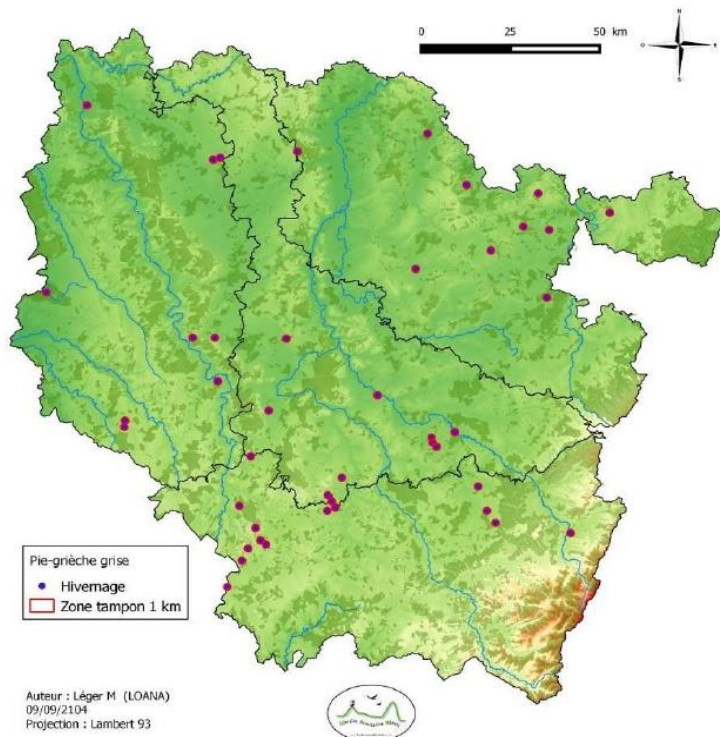 0 25 50 km
N
O E
S
Pie-grièche grise
Hivernage
Zone tampon 1 km
Auteur : Léger M (LOANA)
09/09/2104
Projection : Lambert 93